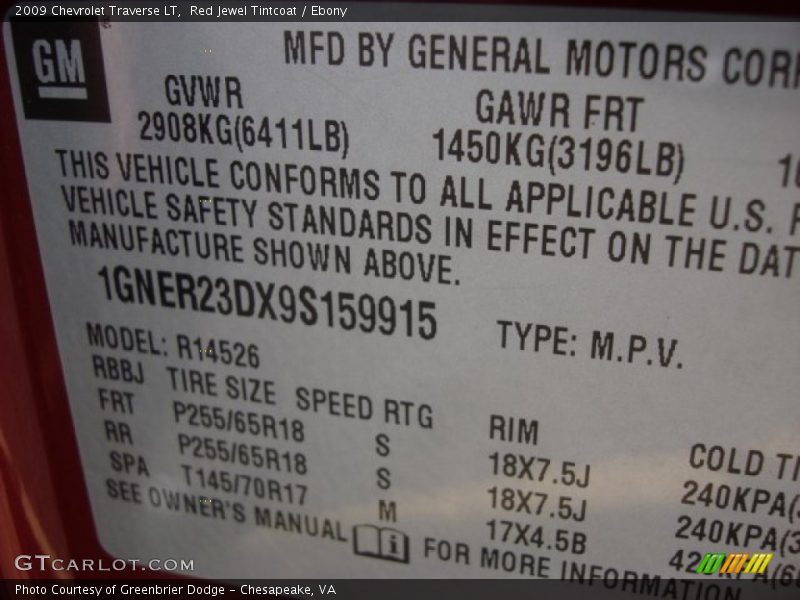 2009 Chevrolet Traverse LT,  Red Jewel Tintcoat / Ebony
GM
MFD BY GENERAL MOTORS
GVWR GAWR FRT
2908KG(6411LB) 1450KG(3196LB)
THIS VEHICLE CONFORMS TO ALL APPLICABLE U.S.
VEHICLE SAFETY STANDARDS IN EFFECT ON THE
MANUFACTURE SHOWN ABOVE.
1GNER23DX9S159915 TYPE: M.P.V.
MODEL: R14526
RBBJ TIRE SIZE SPEED RTG RIM COLD
FRT P255/65R18 S 18X7.5J 240KPA
RR P255/65R18 S 18X7.5J 240KPA
SPA T145/70R17 M 17X4.5B
SEE OWNER'S MANUAL i FOR MORE INFORMATION
GTCARLOT.COM
Photo Courtesy of Greenbrier Dodge – Chesapeake, VA